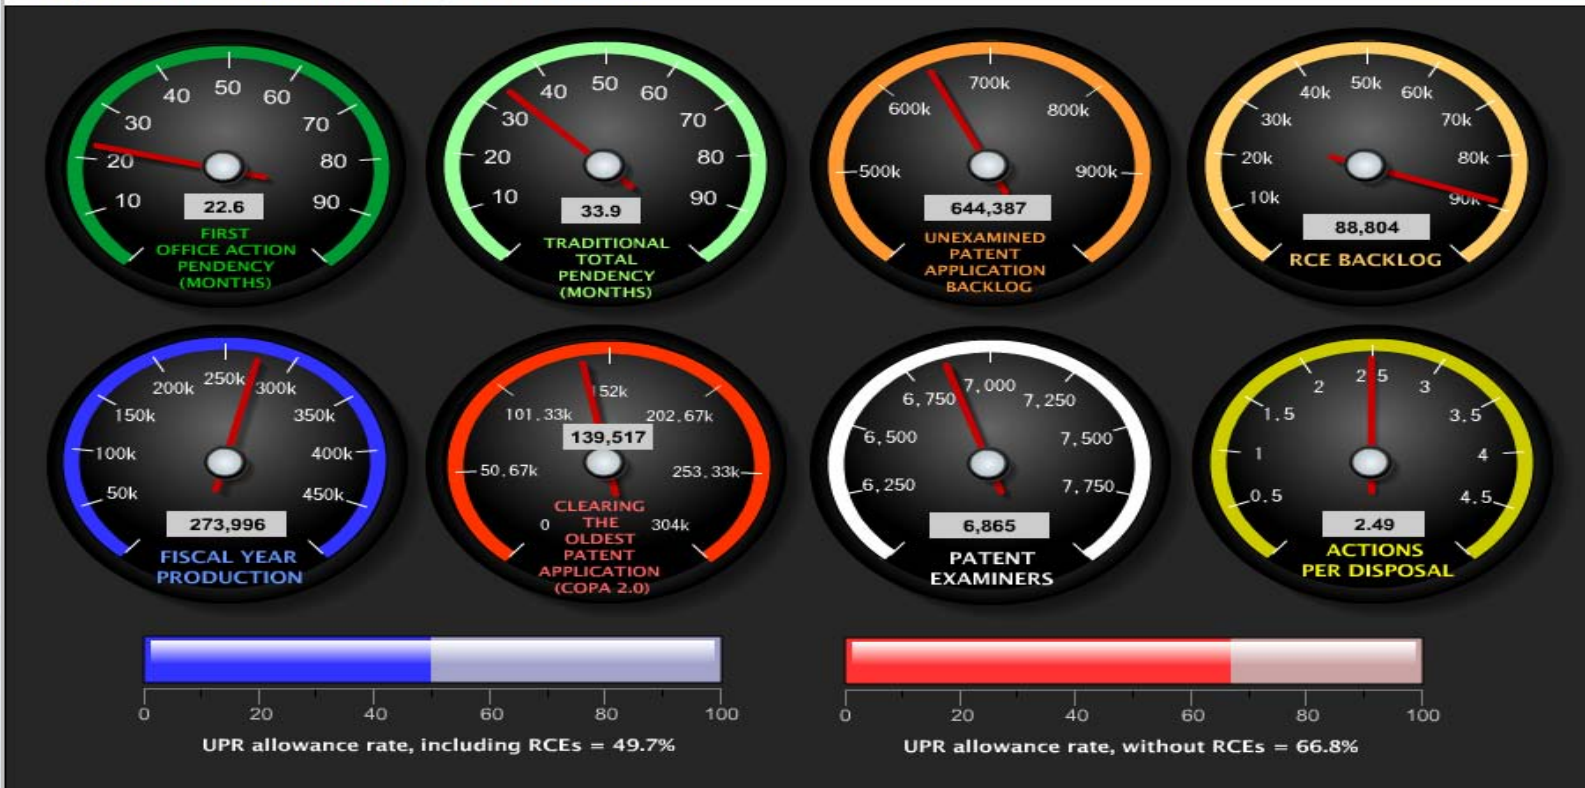 10
20
30
40
50
60
70
80
90
22.6
FIRST
OFFICE ACTION
PENDENCY
(MONTHS)
10
20
30
40
50
60
70
80
90
33.9
TRADITIONAL
TOTAL
PENDENCY
(MONTHS)
500k
600k
700k
800k
900k
644,387
UNEXAMINED
PATENT
APPLICATION
BACKLOG
10k
20k
30k
40k
50k
60k
70k
80k
90k
88,804
RCE BACKLOG
50k
100k
150k
200k
250k
300k
350k
400k
450k
273,996
FISCAL YEAR
PRODUCTION
0
50,67k
101,33k
152k
202,67k
253,33k
304k
139,517
CLEARING
THE
OLDEST
PATENT
APPLICATION
(COPA 2.0)
6,250
6,500
6,750
7,000
7,250
7,500
7,750
6,865
PATENT
EXAMINERS
0.5
1
1.5
2
2.5
3
3.5
4
4.5
2.49
ACTIONS
PER DISPOSAL
0 20 40 60 80 100
UPR allowance rate, including RCEs = 49.7%
0 20 40 60 80 100
UPR allowance rate, without RCEs = 66.8%